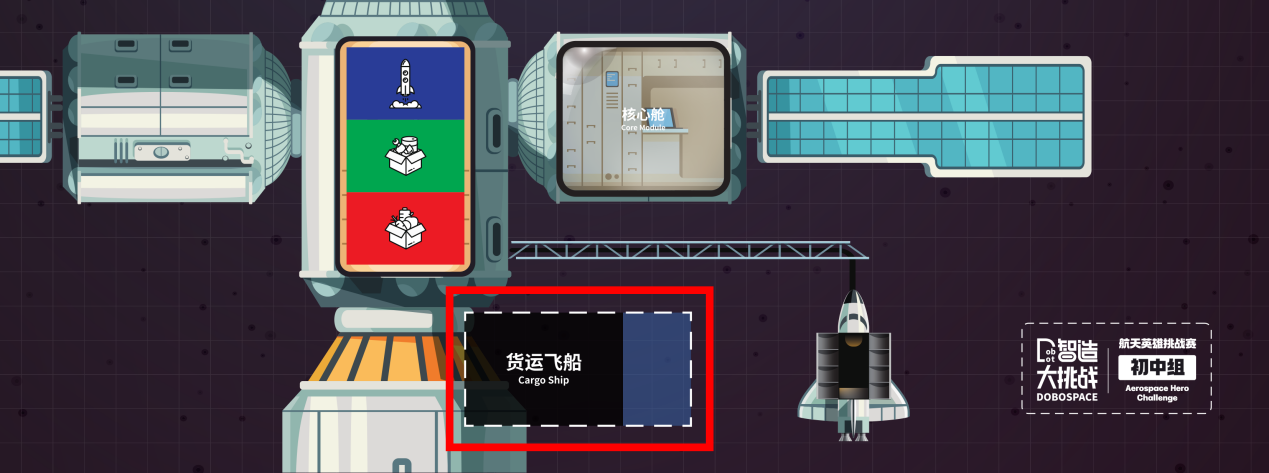 核心舱
Core Module
货运飞船
Cargo Ship
Dobot 智造
大挑战
DOBOSPACE
航天英雄挑战赛
初中组
Aerospace Hero
Challenge